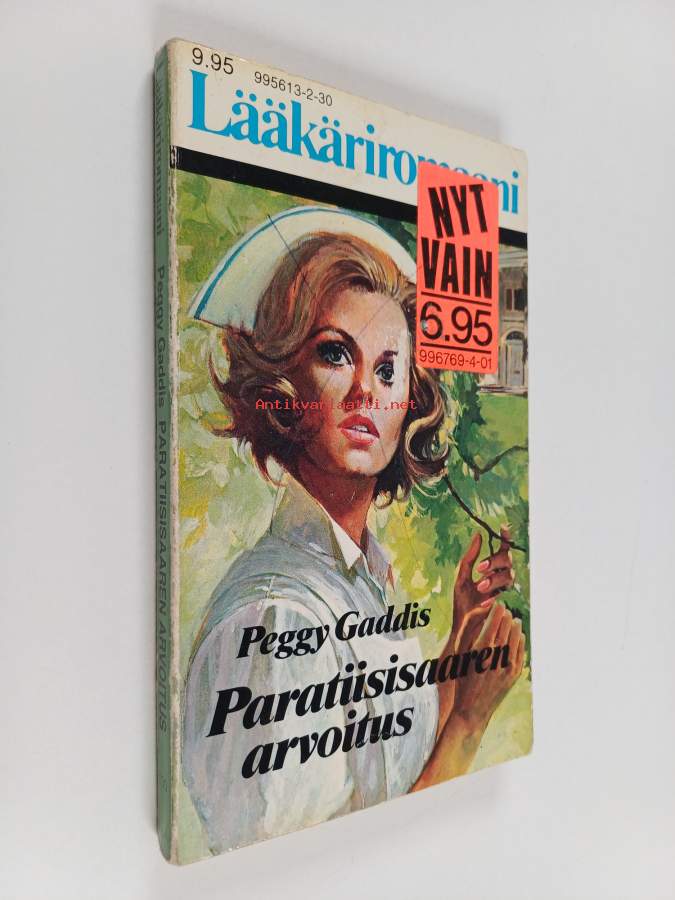 9.95
995613-2-30
Lääkäriromaani
NYT
VAIN
6.95
996769-4-01
Antikvariaatti.net
Peggy Gaddis
Paratiisisaaren
arvoitus
Lääkäriromaani Peggy Gaddis PARATIISISAAREN ARVOITUS